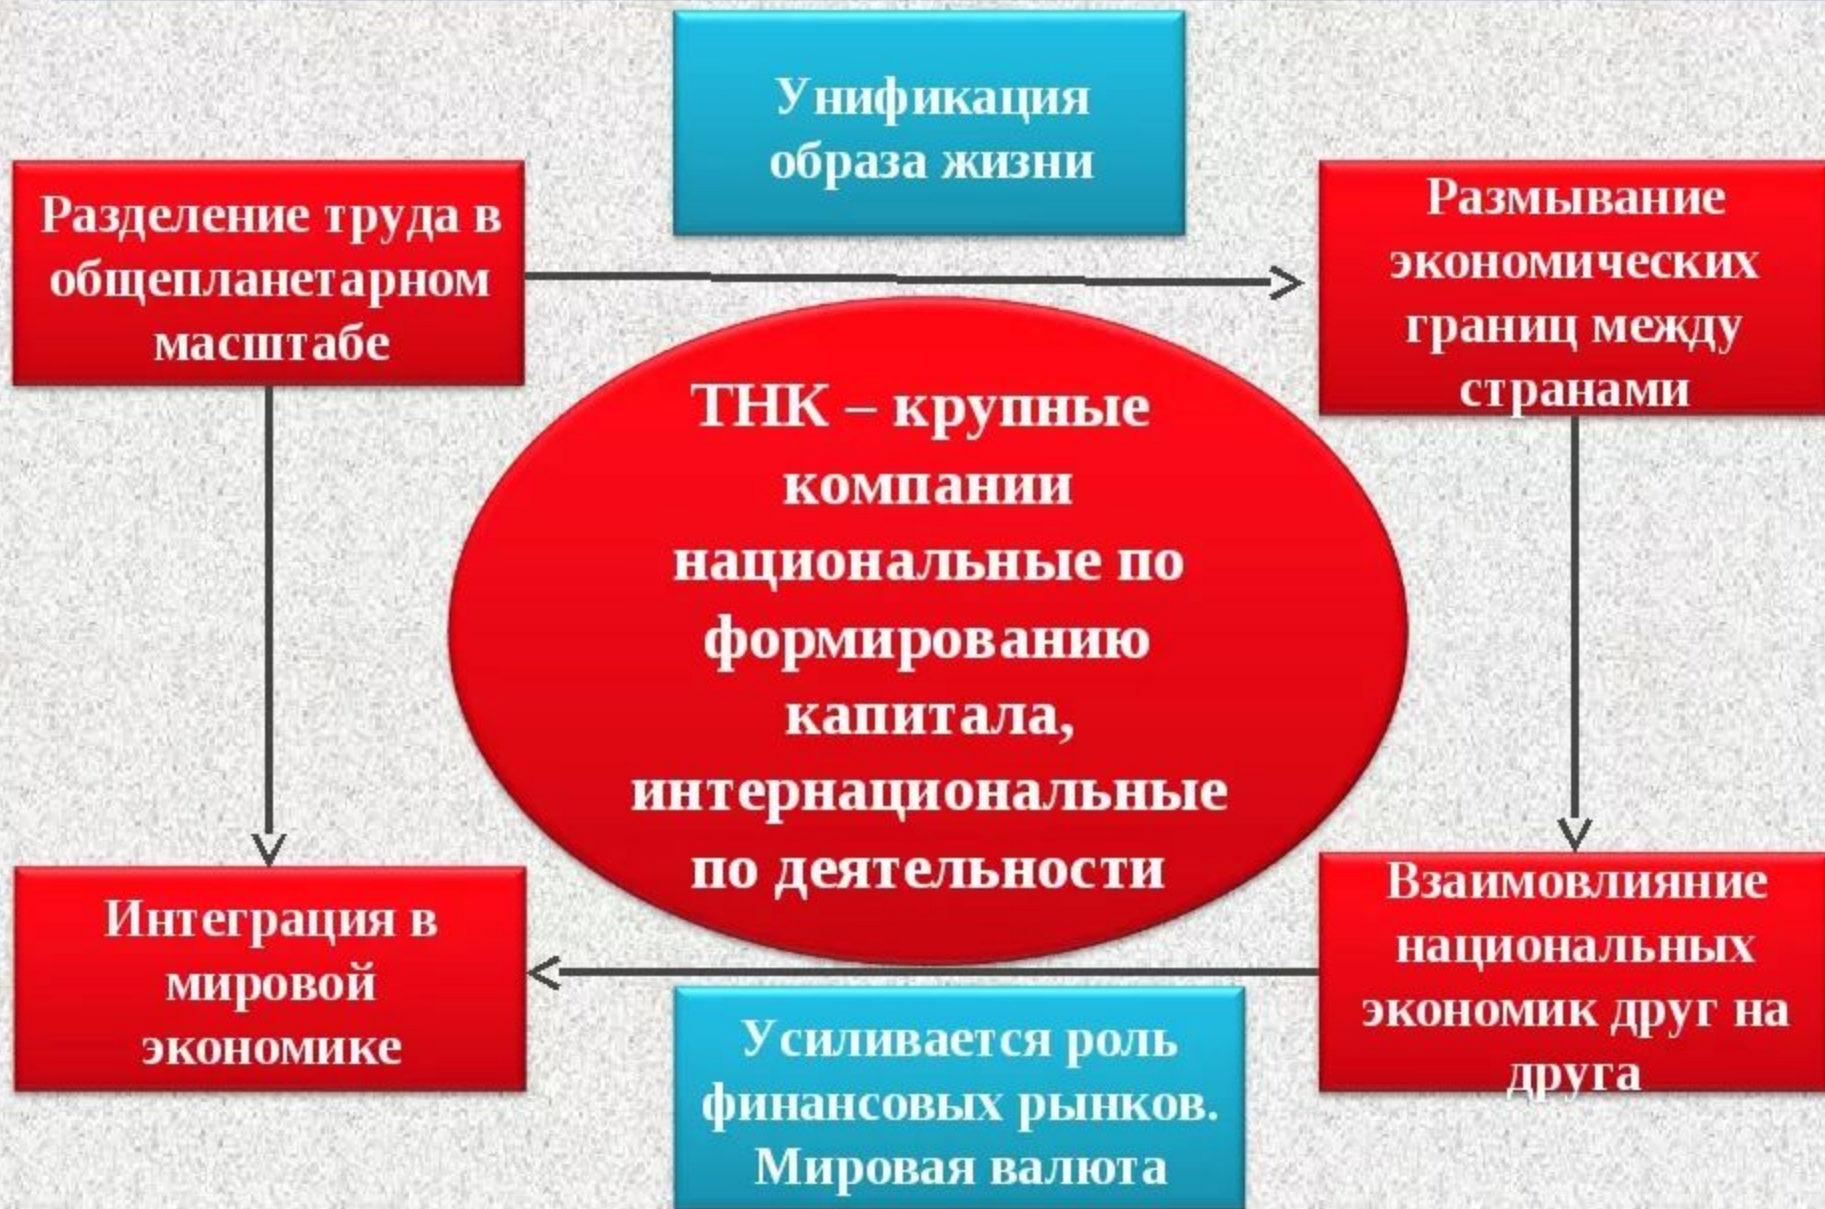 Унификация
образа жизни
Разделение труда в
общепланетарном
масштабе
Размывание
экономических
границ между
странами
ТНК – крупные
компании
национальные по
формированию
капитала,
интернациональные
по деятельности
Интеграция в
мировой
экономике
Взаимовлияние
национальных
экономик друг на
друга
Усиливается роль
финансовых рынков.
Мировая валюта